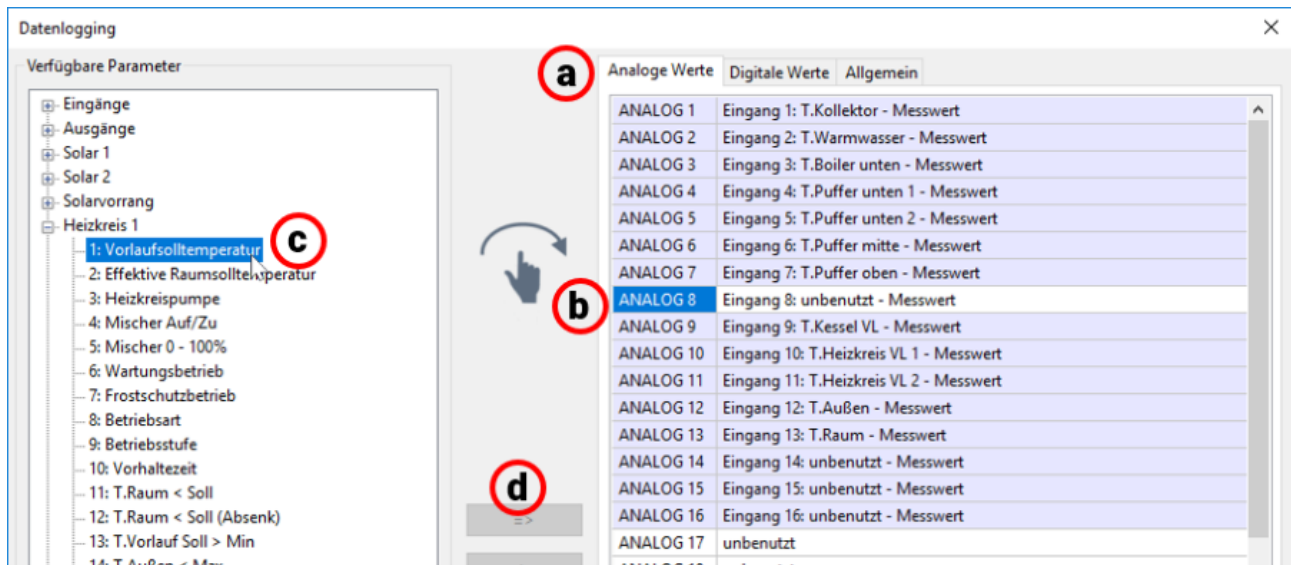 Datenlogging
Verfügbare Parameter
Eingänge
Ausgänge
Solar 1
Solar 2
Solarvorrang
Heizkreis 1
1: Vorlaufsolltemperatur
2: Effektive Raumsolltemperatur
3: Heizkreispumpe
4: Mischer Auf/Zu
5: Mischer 0 - 100%
6: Wartungsbetrieb
7: Frostschutzbetrieb
8: Betriebsart
9: Betriebsstufe
10: Vorhaltezeit
11: T.Raum < Soll
12: T.Raum < Soll (Absenk)
13: T.Vorlauf Soll > Min
14: T.Außen < Max
c
d
=>
a
b
Analoge Werte Digitale Werte Allgemein
ANALOG 1 Eingang 1: T.Kollektor - Messwert
ANALOG 2 Eingang 2: T.Warmwasser - Messwert
ANALOG 3 Eingang 3: T.Boiler unten - Messwert
ANALOG 4 Eingang 4: T.Puffer unten 1 - Messwert
ANALOG 5 Eingang 5: T.Puffer unten 2 - Messwert
ANALOG 6 Eingang 6: T.Puffer mitte - Messwert
ANALOG 7 Eingang 7: T.Puffer oben - Messwert
ANALOG 8 Eingang 8: unbenutzt - Messwert
ANALOG 9 Eingang 9: T.Kessel VL - Messwert
ANALOG 10 Eingang 10: T.Heizkreis VL 1 - Messwert
ANALOG 11 Eingang 11: T.Heizkreis VL 2 - Messwert
ANALOG 12 Eingang 12: T.Außen - Messwert
ANALOG 13 Eingang 13: T.Raum - Messwert
ANALOG 14 Eingang 14: unbenutzt - Messwert
ANALOG 15 Eingang 15: unbenutzt - Messwert
ANALOG 16 Eingang 16: unbenutzt - Messwert
ANALOG 17 unbenutzt